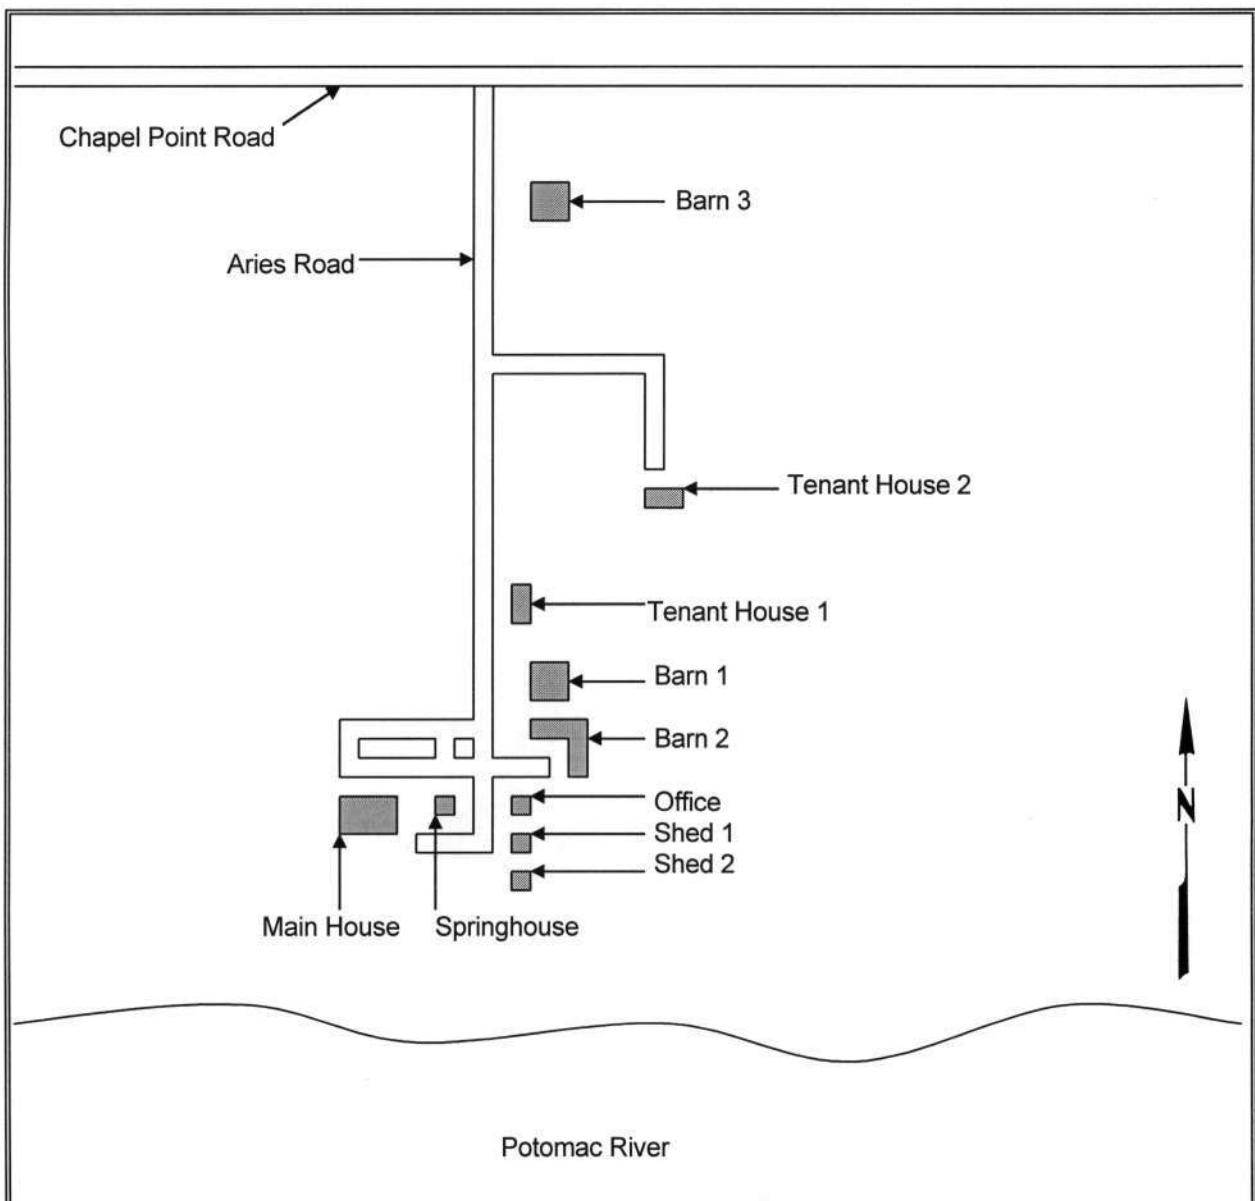 Chapel Point Road
Barn 3
Aries Road
Tenant House 2
Tenant House 1
Barn 1
Barn 2
Office
Shed 1
Shed 2
N
Main House
Springhouse
Potomac River